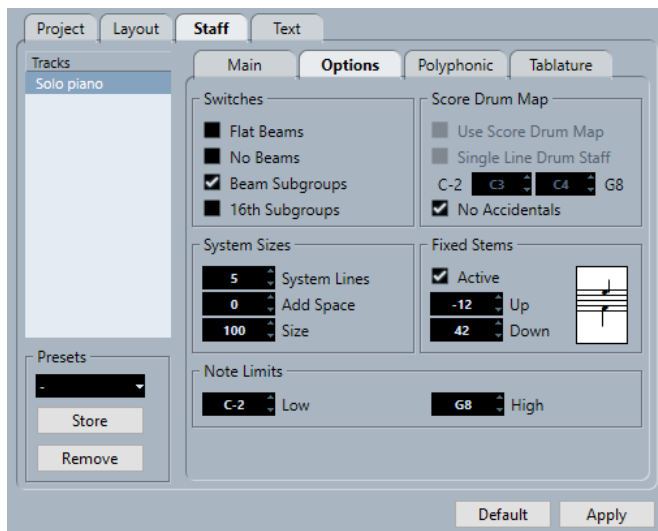 Project Layout Staff Text
Tracks
Solo piano
Main Options Polyphonic Tablature
Switches
Flat Beams
No Beams
Beam Subgroups
16th Subgroups
Score Drum Map
Use Score Drum Map
Single Line Drum Staff
C-2 C3 C4 G8
No Accidentals
System Sizes
5 System Lines
0 Add Space
100 Size
Fixed Stems
Active
-12 Up
42 Down
Presets
-
Store
Remove
Note Limits
C-2 Low G8 High
Default Apply